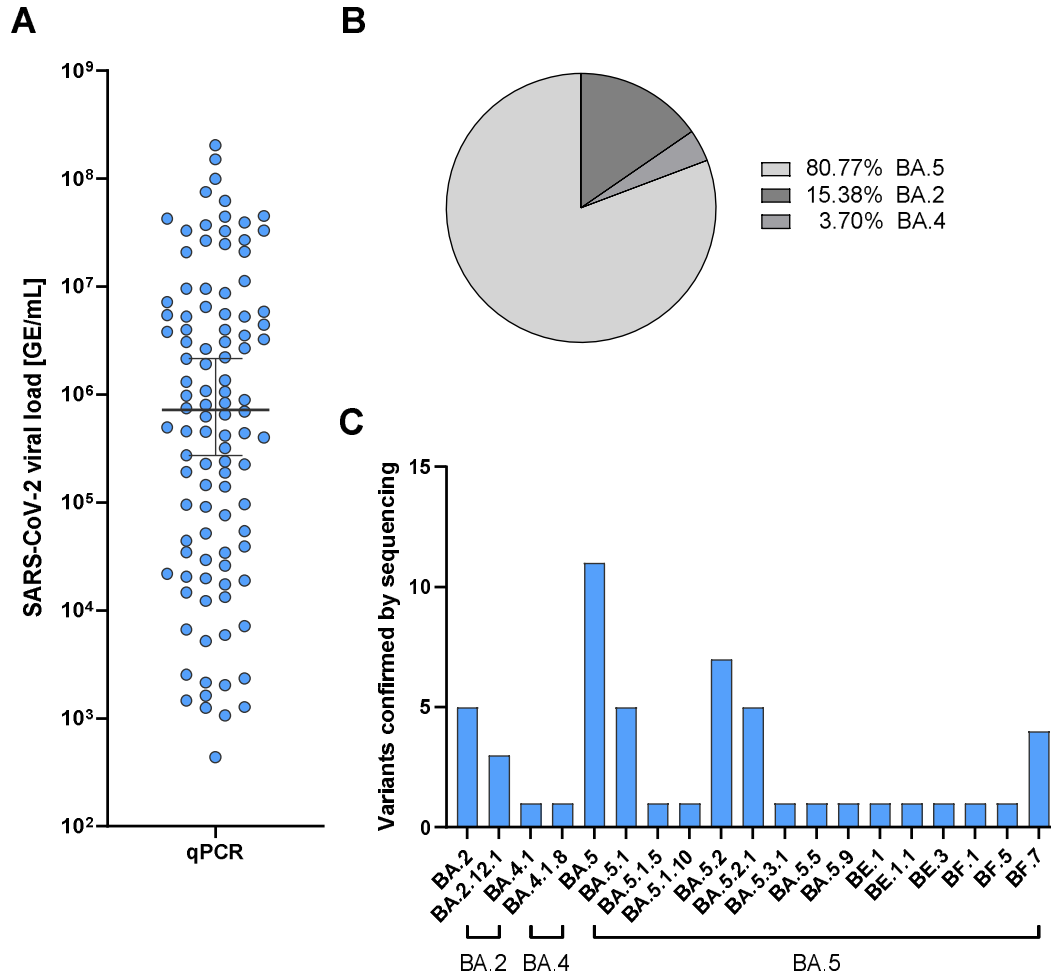 A
SARS-CoV-2 viral load [GE/mL]
10⁹
10⁸
10⁷
10⁶
10⁵
10⁴
10³
10²
qPCR
B
80.77% BA.5
15.38% BA.2
3.70% BA.4
C
Variants confirmed by sequencing
15
10
5
0
BA.2
BA.2.12.1
BA.4.1
BA.4.1.8
BA.5
BA.5.1
BA.5.1.5
BA.5.1.10
BA.5.2
BA.5.2.1
BA.5.3.1
BA.5.5
BA.5.9
BE.1
BE.1.1
BE.3
BF.1
BF.5
BF.7
BA.2 BA.4 BA.5